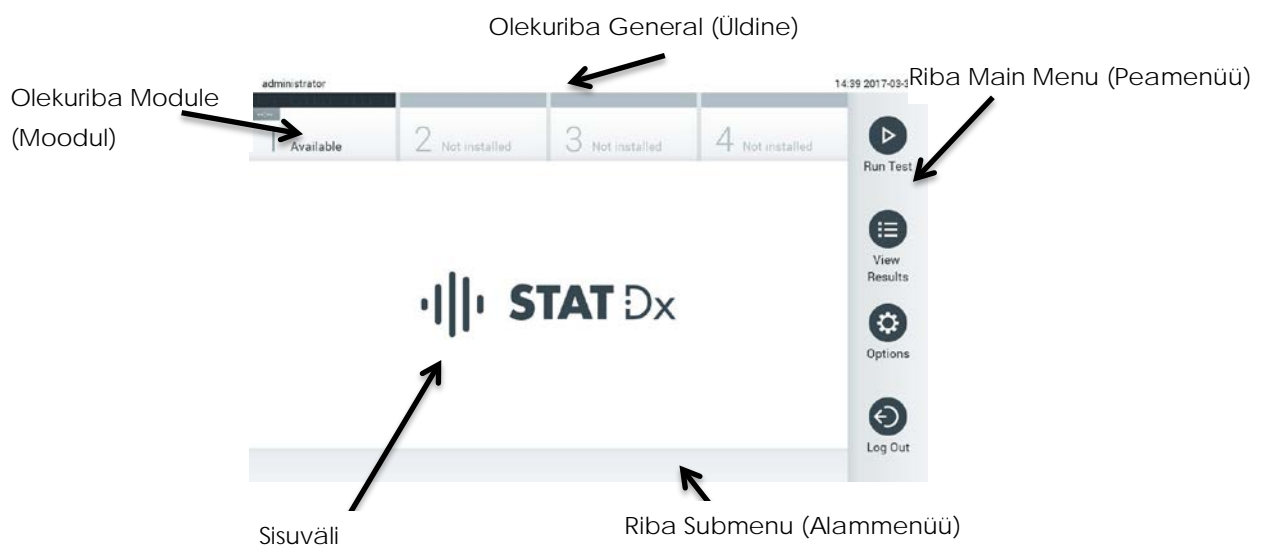 Olekuriba General (Üldine)
Olekuriba Module
(Moodul)
Riba Main Menu (Peamenüü)
administrator
14:39 2017-03-3
1 Available
2 Not installed
3 Not installed
4 Not installed
Run Test
View
Results
STAT Dx
Options
Log Out
Sisuväli
Riba Submenu (Alammenüü)